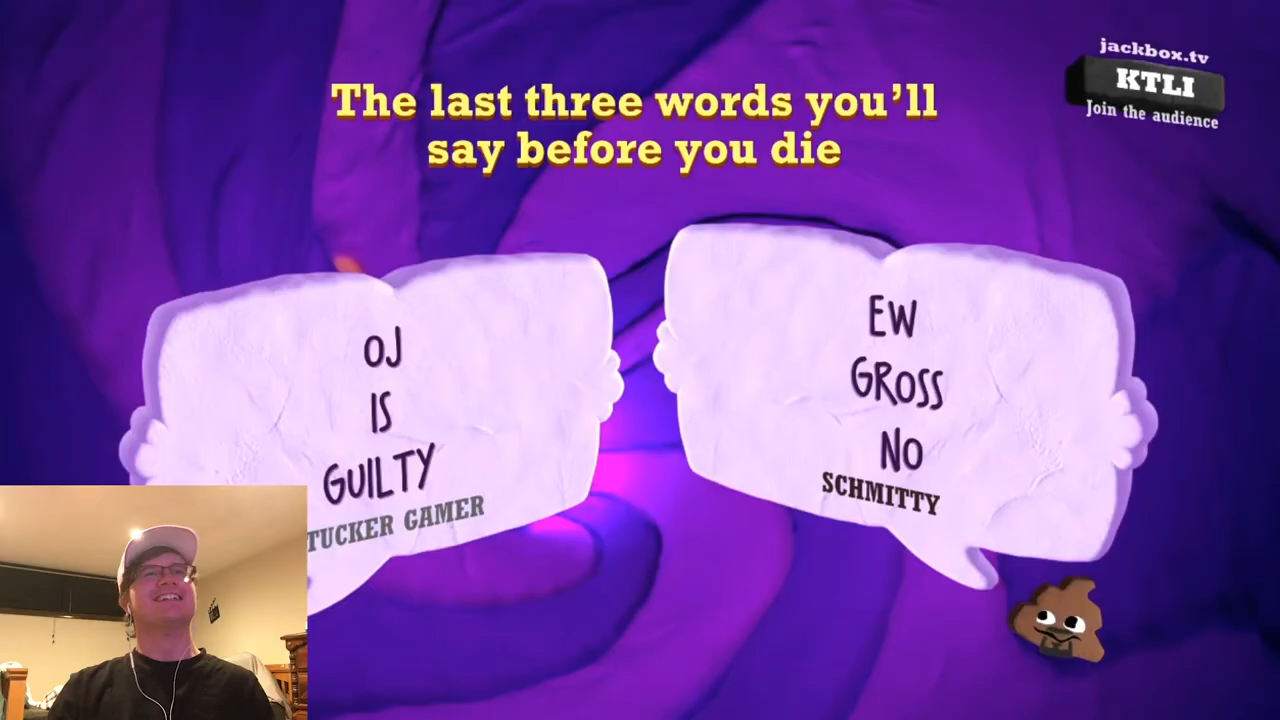 jackbox.tv
KTLI
Join the audience
The last three words you'll
say before you die
OJ
IS
GUILTY
TUCKER GAMER
EW
GROSS
NO
SCHMITTY